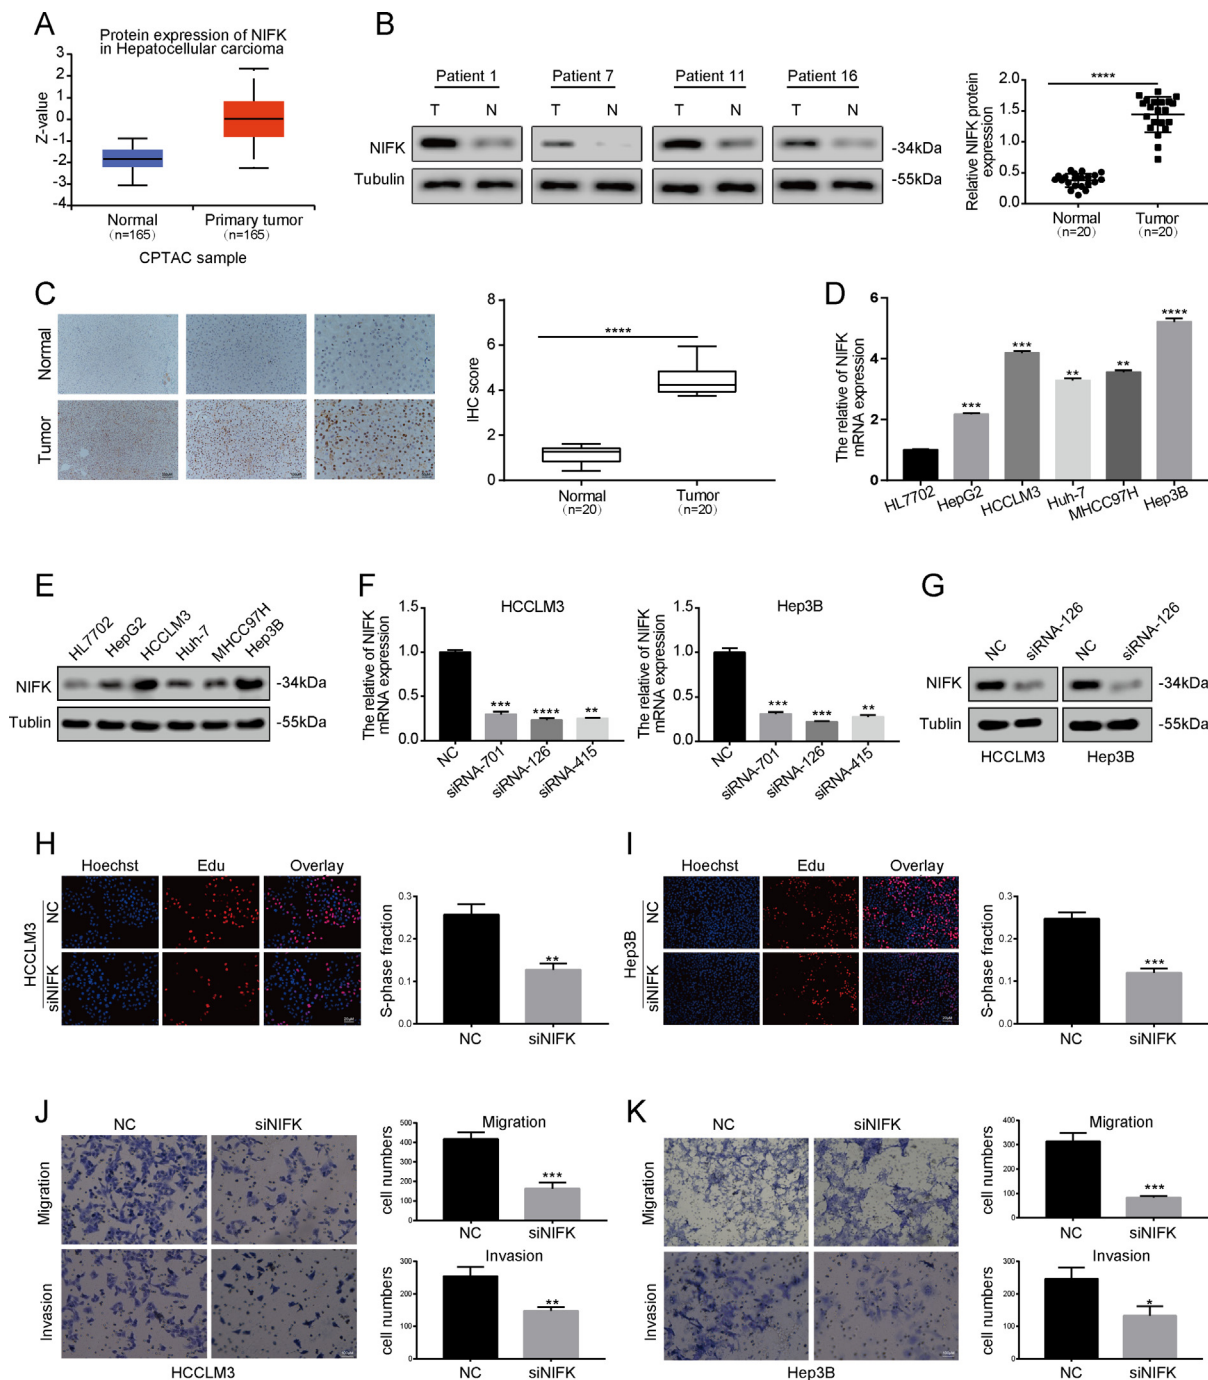 A
Protein expression of NIFK
in Hepatocellular carcioma
Z-value
3
2
1
0
-1
-2
-3
-4
Normal
(n=165)
Primary tumor
(n=165)
CPTAC sample
B
Patient 1
Patient 7
Patient 11
Patient 16
T N T N T N T N
NIFK
-34kDa
Tubulin
-55kDa
Relative NIFK protein
expression
2.0
1.5
1.0
0.5
0.0
****
Normal
(n=20)
Tumor
(n=20)
C
Normal
Tumor
IHC score
8
6
4
2
0
****
Normal
(n=20)
Tumor
(n=20)
D
The relative of NIFK
mRNA expression
6
4
2
0
***
***
**
**
****
HL7702
HepG2
HCCLM3
Huh-7
MHCC97H
Hep3B
E
HL7702
HepG2
HCCLM3
Huh-7
MHCC97H
Hep3B
NIFK
-34kDa
Tublin
-55kDa
F
HCCLM3
The relative of NIFK
mRNA expression
1.5
1.0
0.5
0.0
***
****
**
NC
siRNA-701
siRNA-126
siRNA-415
Hep3B
The relative of NIFK
mRNA expression
1.5
1.0
0.5
0.0
***
***
**
NC
siRNA-701
siRNA-126
siRNA-415
G
NC
siRNA-126
NC
siRNA-126
NIFK
-34kDa
Tublin
-55kDa
HCCLM3
Hep3B
H
Hoechst
Edu
Overlay
HCCLM3
NC
siNIFK
S-phase fraction
0.3
0.2
0.1
0.0
**
NC
siNIFK
I
Hoechst
Edu
Overlay
Hep3B
NC
siNIFK
S-phase fraction
0.3
0.2
0.1
0.0
***
NC
siNIFK
J
NC
siNIFK
Migration
Invasion
HCCLM3
Migration
cell numbers
500
400
300
200
100
0
***
NC
siNIFK
Invasion
cell numbers
300
200
100
0
**
NC
siNIFK
K
NC
siNIFK
Migration
Invasion
Hep3B
Migration
cell numbers
400
300
200
100
0
***
NC
siNIFK
Invasion
cell numbers
300
200
100
0
*
NC
siNIFK